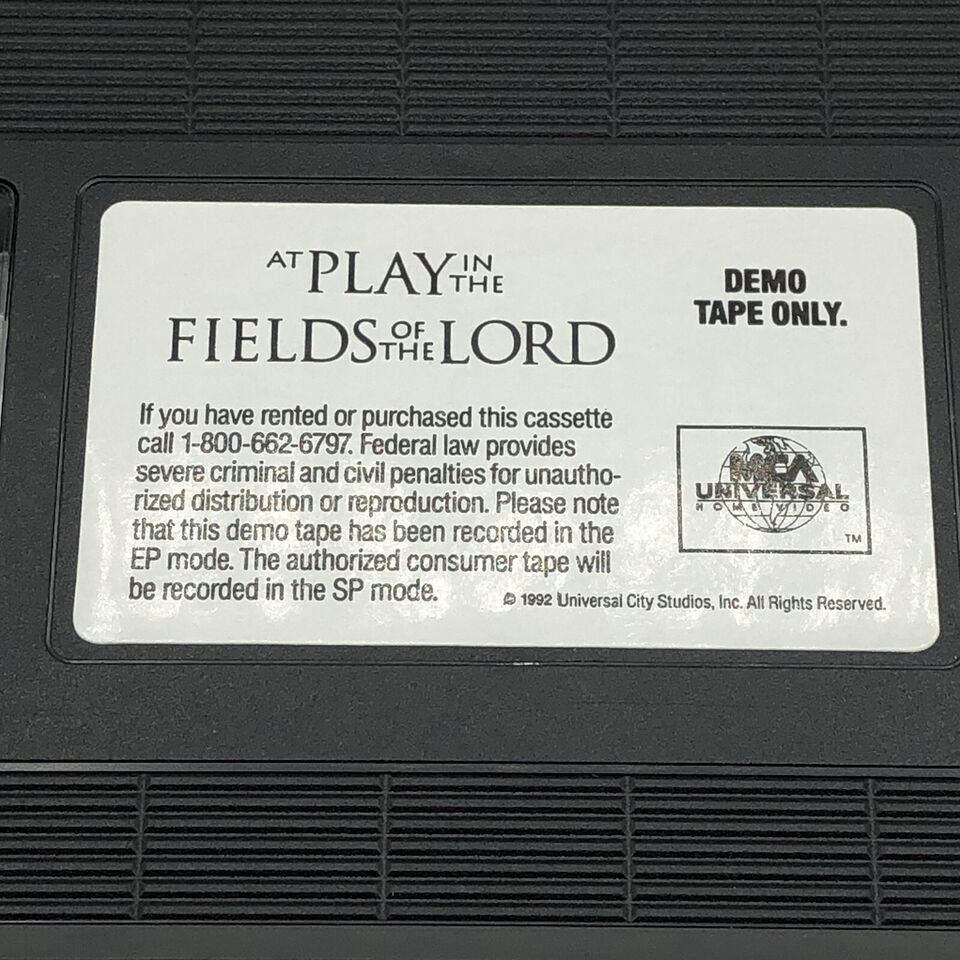 AT PLAY IN THE
FIELDS OF THE LORD
DEMO
TAPE ONLY.
If you have rented or purchased this cassette
call 1-800-662-6797. Federal law provides
severe criminal and civil penalties for unautho-
rized distribution or reproduction. Please note
that this demo tape has been recorded in the
EP mode. The authorized consumer tape will
be recorded in the SP mode.
MCA
UNIVERSAL
HOME VIDEO
TM
© 1992 Universal City Studios, Inc. All Rights Reserved.